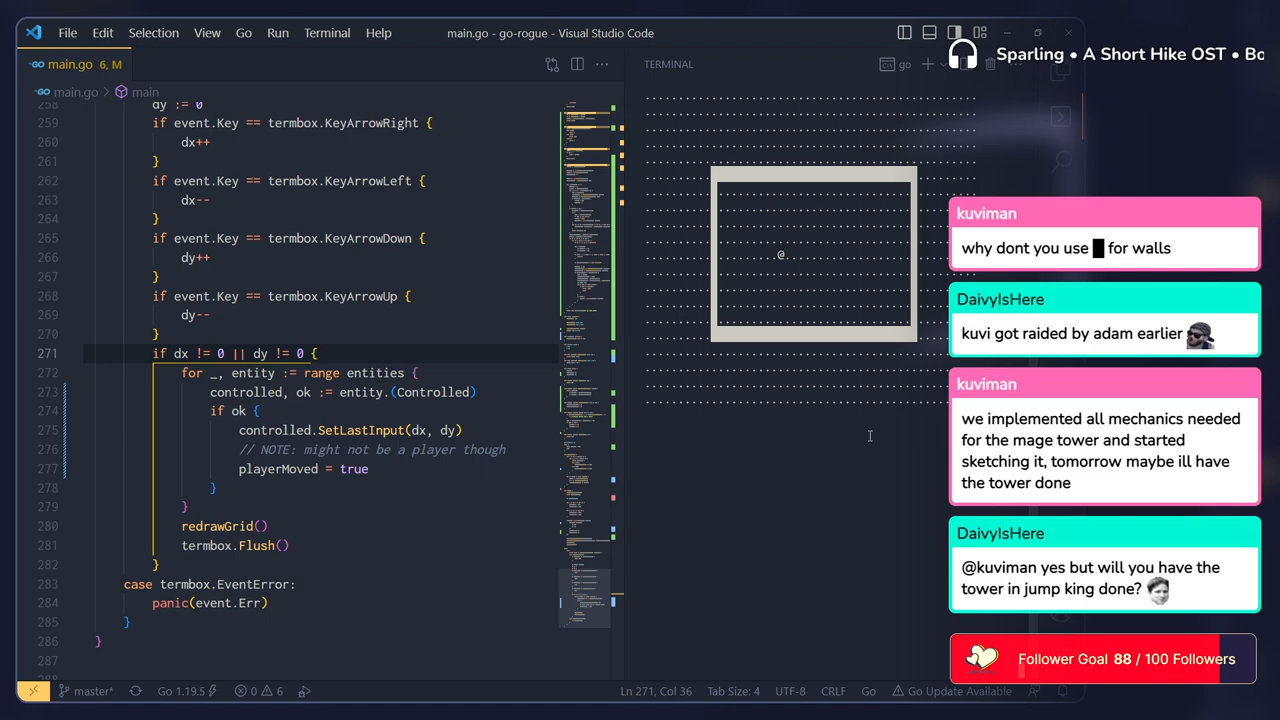 File Edit Selection View Go Run Terminal Help
main.go - go-rogue - Visual Studio Code
Sparling • A Short Hike OST • Bo
main.go 6, M
TERMINAL
go
main.go > main
258 dy := 0
259 if event.Key == termbox.KeyArrowRight {
260 dx++
261 }
262 if event.Key == termbox.KeyArrowLeft {
263 dx--
264 }
265 if event.Key == termbox.KeyArrowDown {
266 dy++
267 }
268 if event.Key == termbox.KeyArrowUp {
269 dy--
270 }
271 if dx != 0 || dy != 0 {
272 for _, entity := range entities {
273 controlled, ok := entity.(Controlled)
274 if ok {
275 controlled.SetLastInput(dx, dy)
276 // NOTE: might not be a player though
277 playerMoved = true
278 }
279 }
280 redrawGrid()
281 termbox.Flush()
282 }
283 case termbox.EventError:
284 panic(event.Err)
285 }
286 }
287
@
kuviman
why dont you use █ for walls
DaivyIsHere
kuvi got raided by adam earlier
kuviman
we implemented all mechanics needed
for the mage tower and started
sketching it, tomorrow maybe ill have
the tower done
DaivyIsHere
@kuviman yes but will you have the
tower in jump king done?
Follower Goal 88 / 100 Followers
master* Go 1.19.5 0 6 Ln 271, Col 36 Tab Size: 4 UTF-8 CRLF Go Go Update Available